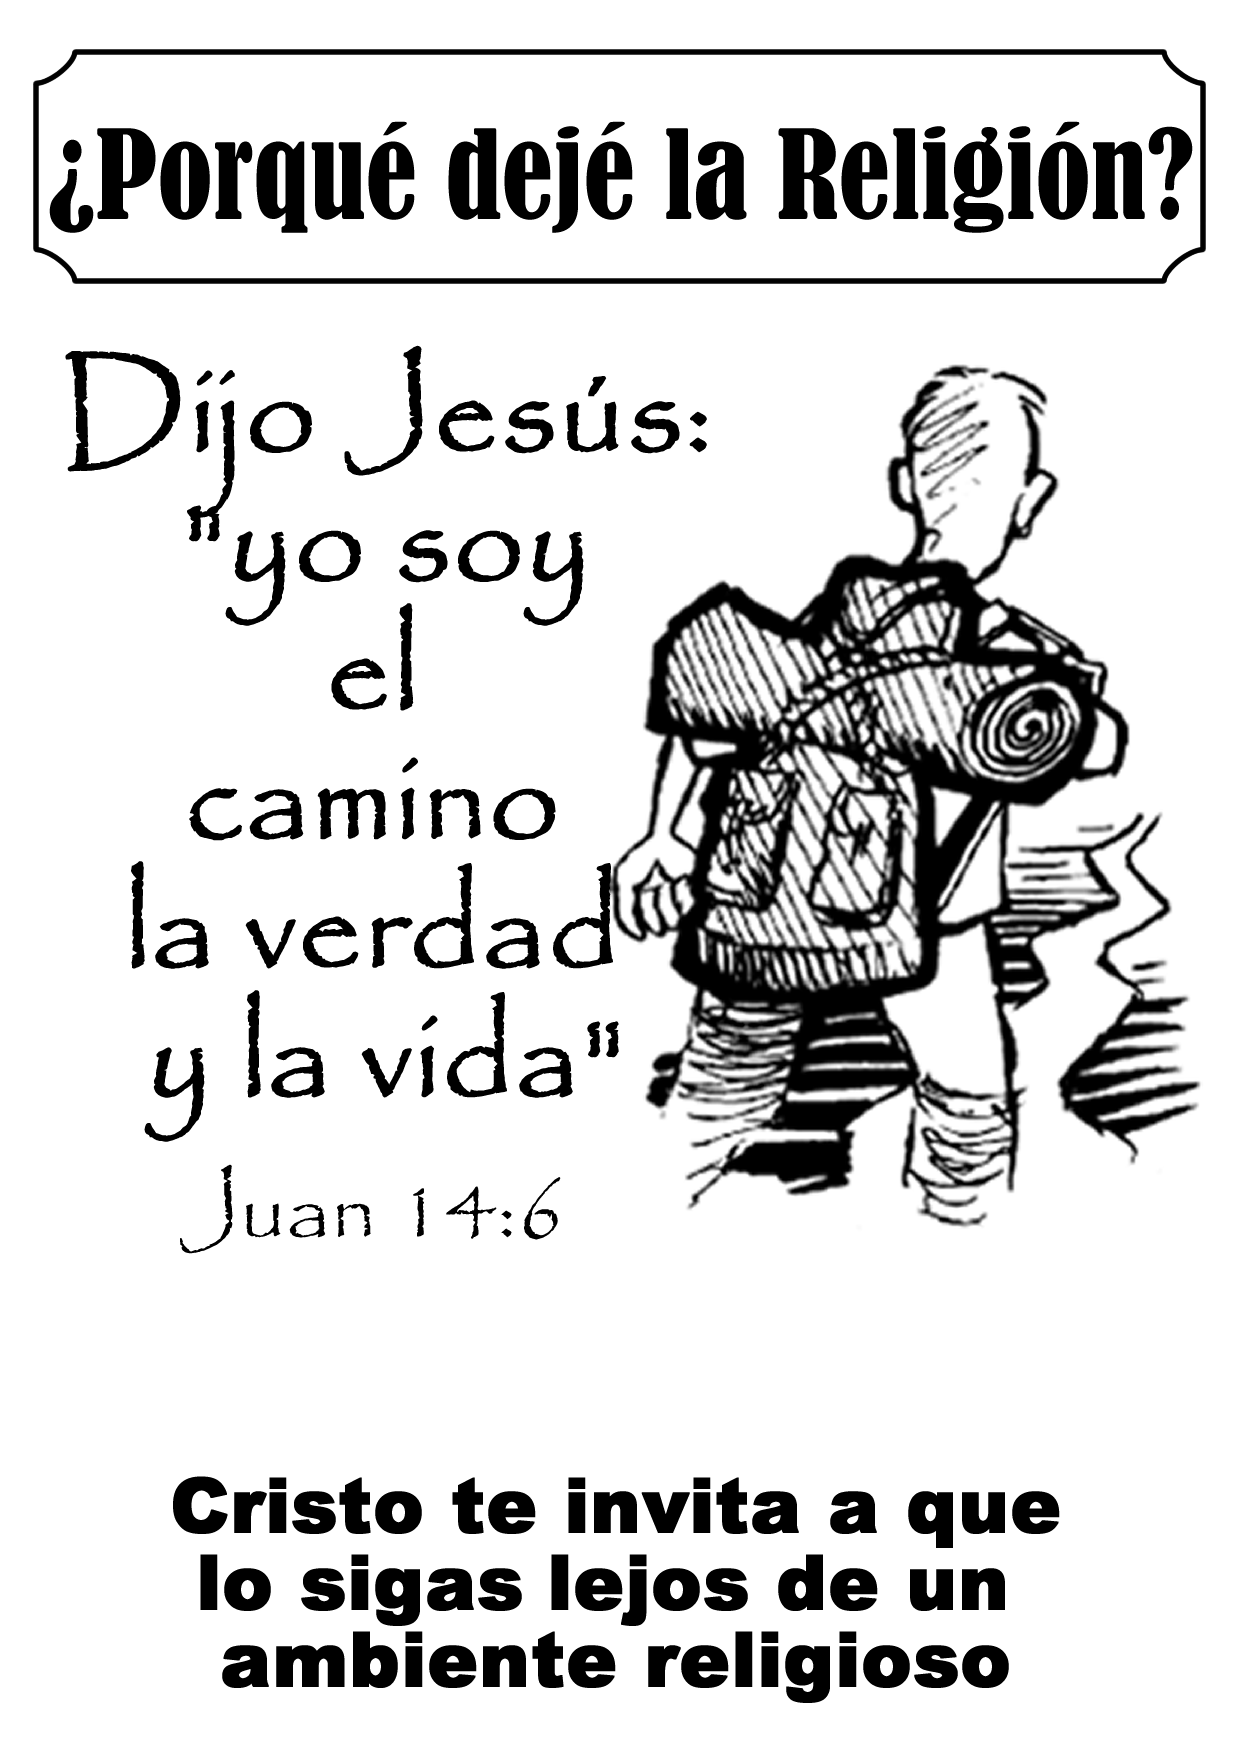 ¿Porqué dejé la Religión?
Dijo Jesús:
"yo soy
el
camino
la verdad
y la vida"
Juan 14:6
Cristo te invita a que
lo sigas lejos de un
ambiente religioso